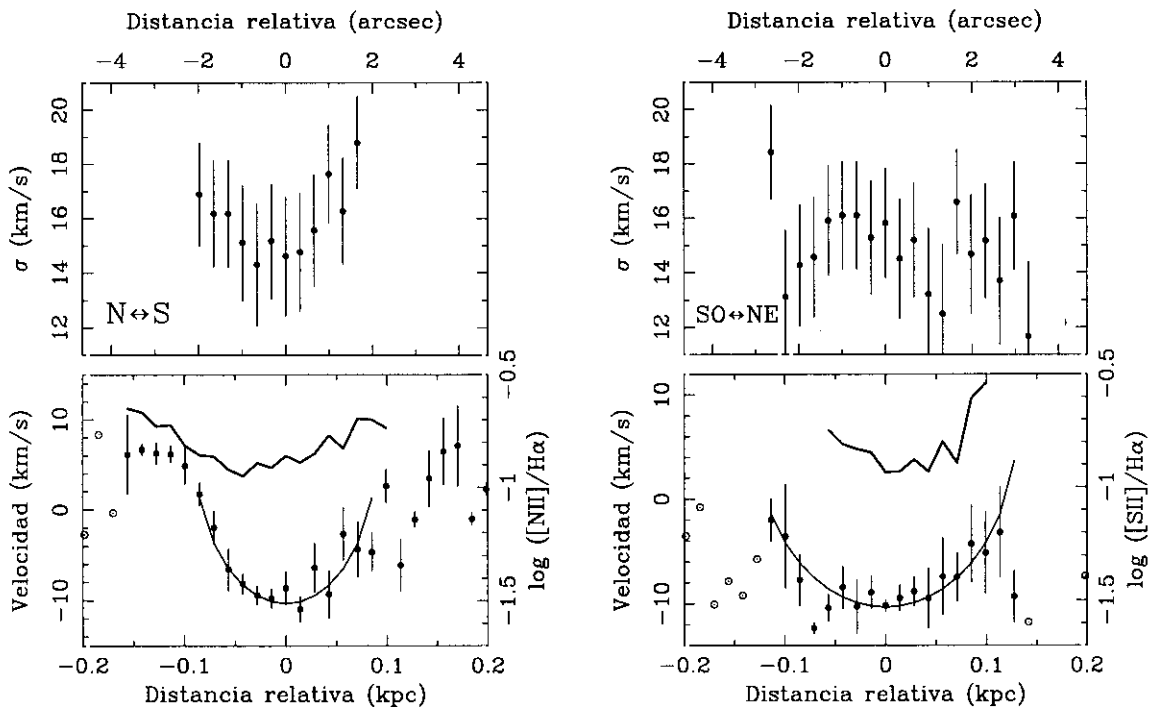 Distancia relativa (arcsec)
−4 −2 0 2 4
σ (km/s)
20
18
16
14
12
N↔S
Velocidad (km/s)
10
0
−10
log ([NII]/Hα)
−0.5
−1
−1.5
−0.2 −0.1 0 0.1 0.2
Distancia relativa (kpc)
Distancia relativa (arcsec)
−4 −2 0 2 4
σ (km/s)
20
18
16
14
12
SO↔NE
Velocidad (km/s)
10
0
−10
log ([SII]/Hα)
−0.5
−1
−1.5
−0.2 −0.1 0 0.1 0.2
Distancia relativa (kpc)